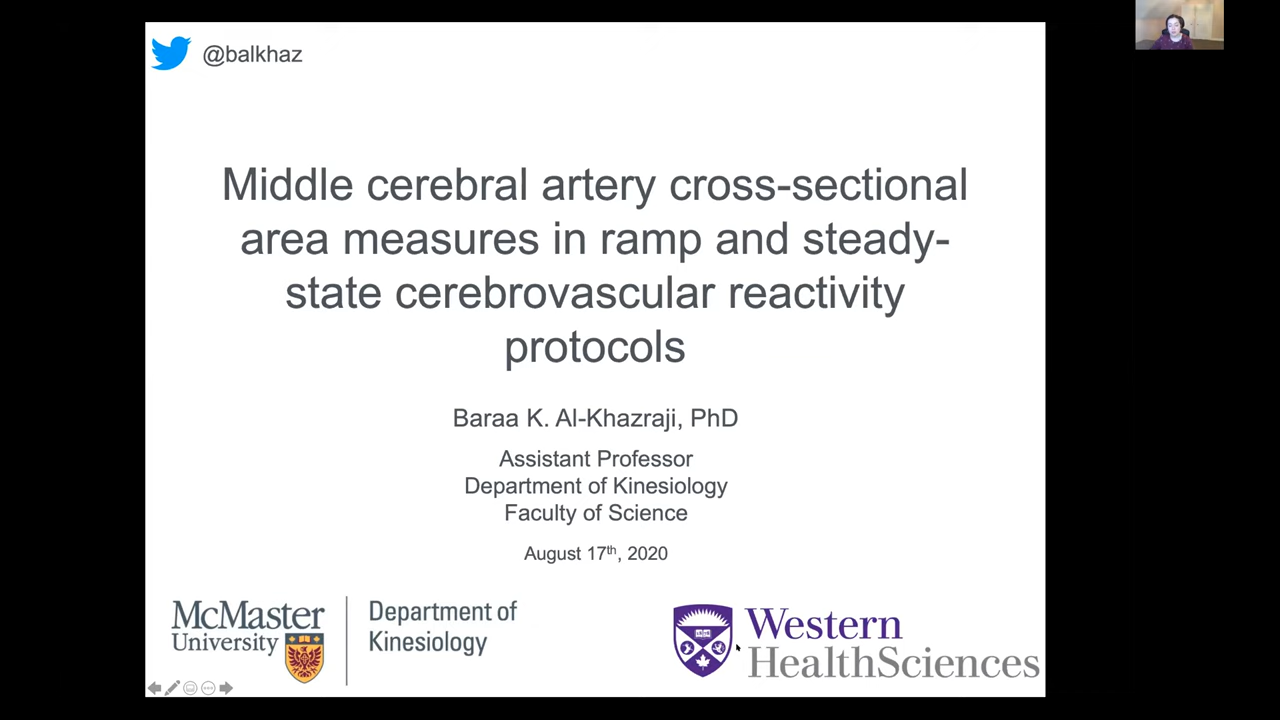 @balkhaz
Middle cerebral artery cross-sectional
area measures in ramp and steady-
state cerebrovascular reactivity
protocols
Baraa K. Al-Khazraji, PhD
Assistant Professor
Department of Kinesiology
Faculty of Science
August 17th, 2020
McMaster
University
Department of
Kinesiology
Western
HealthSciences